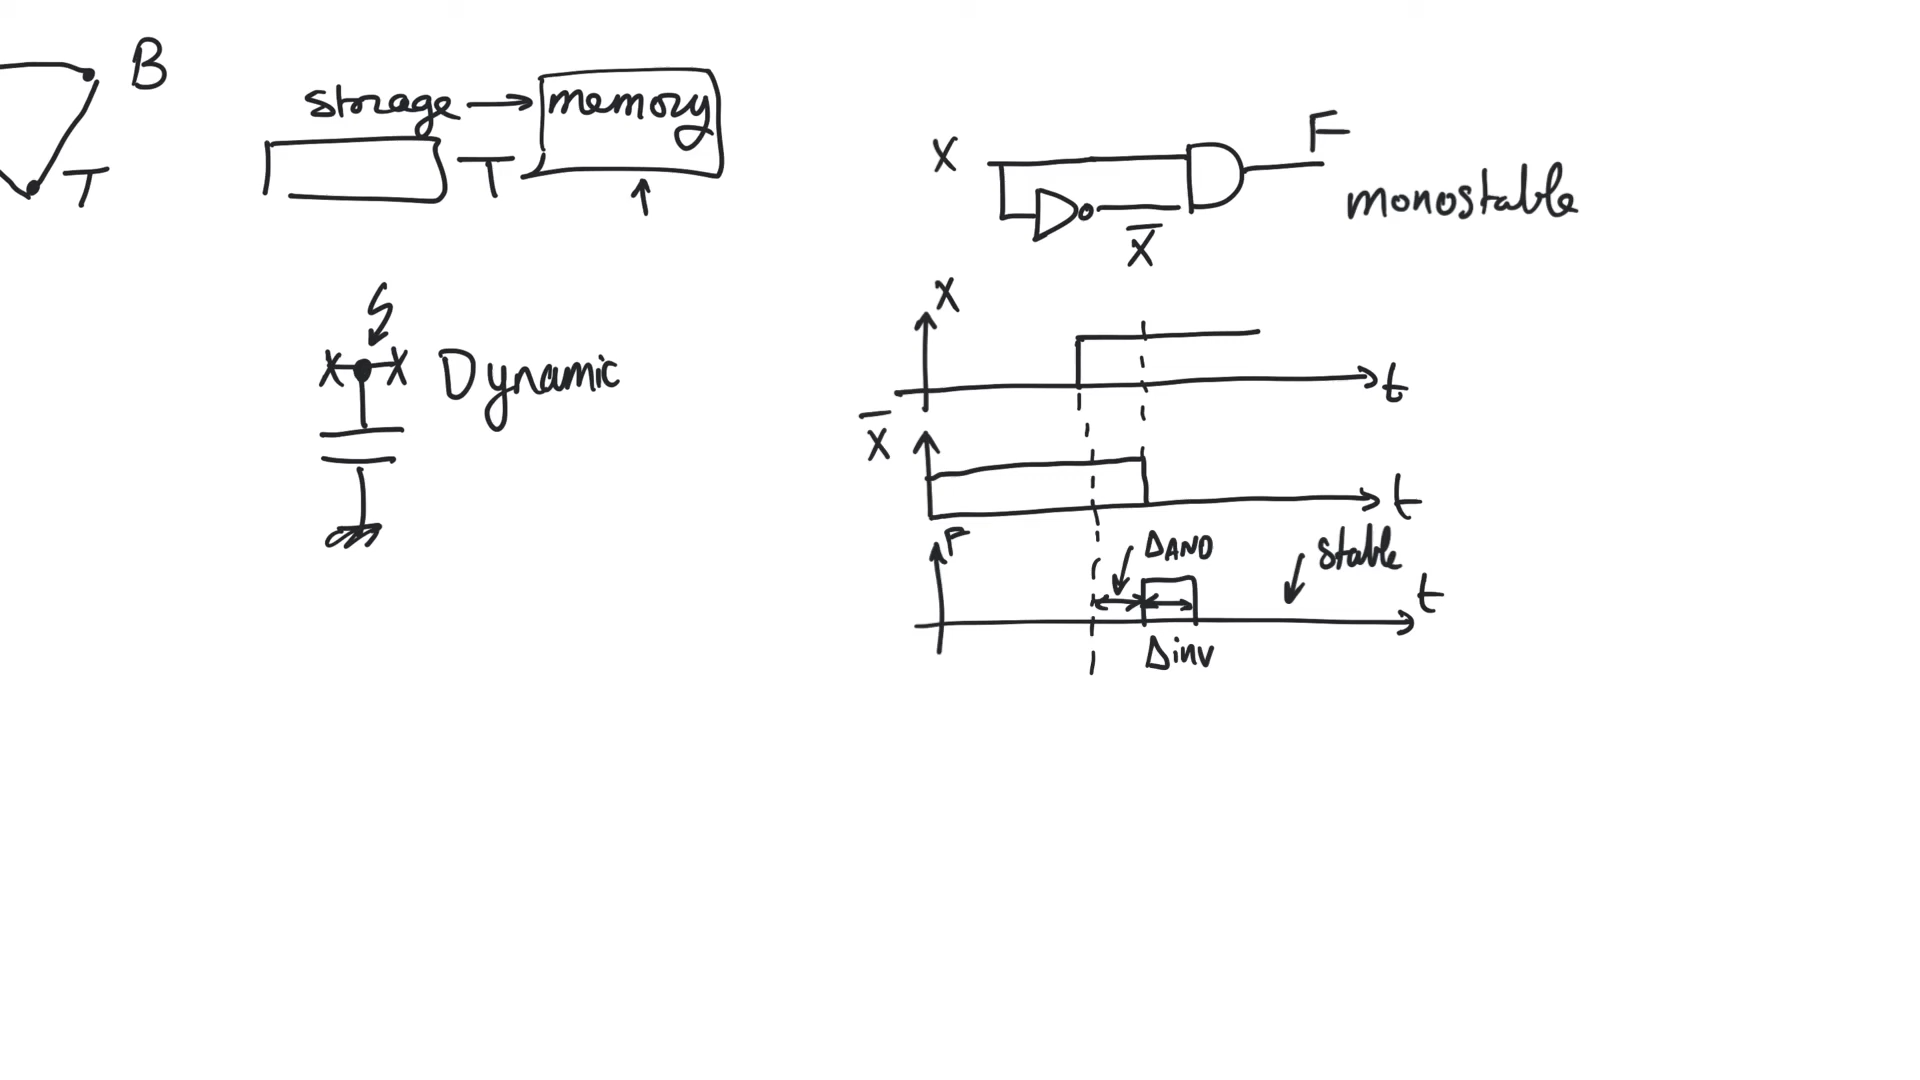 B
T
storage → memory
T
Dynamic
X
F
X̅
monostable
X
t
X̅
t
F
ΔAND
stable
t
Δinv